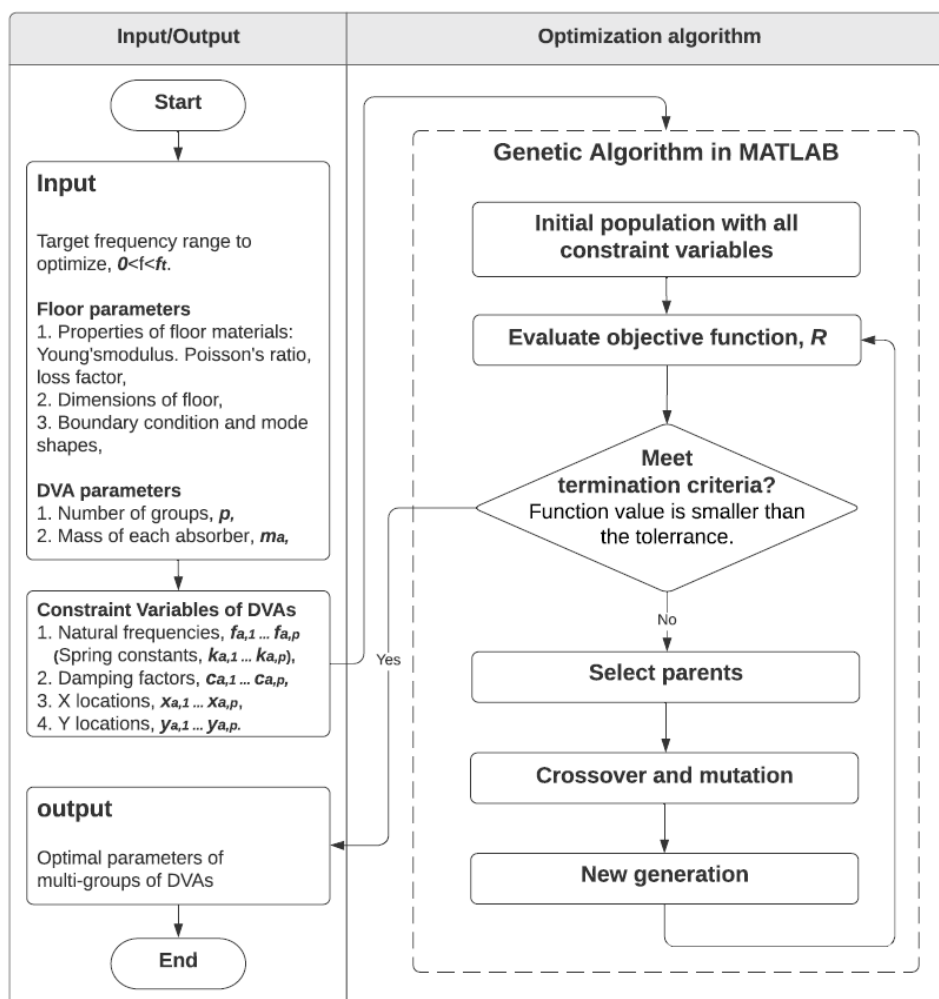 Input/Output
Optimization algorithm
Start
Input
Target frequency range to
optimize, 0<f<ft.
Floor parameters
1. Properties of floor materials:
Young'smodulus. Poisson's ratio,
loss factor,
2. Dimensions of floor,
3. Boundary condition and mode
shapes,
DVA parameters
1. Number of groups, p,
2. Mass of each absorber, ma,
Constraint Variables of DVAs
1. Natural frequencies, fa,1 ... fa,p
(Spring constants, ka,1 ... ka,p),
2. Damping factors, ca,1 ... ca,p,
3. X locations, xa,1 ... xa,p,
4. Y locations, ya,1 ... ya,p.
output
Optimal parameters of
multi-groups of DVAs
End
Genetic Algorithm in MATLAB
Initial population with all
constraint variables
Evaluate objective function, R
Meet
termination criteria?
Function value is smaller than
the tolerrance.
No
Yes
Select parents
Crossover and mutation
New generation